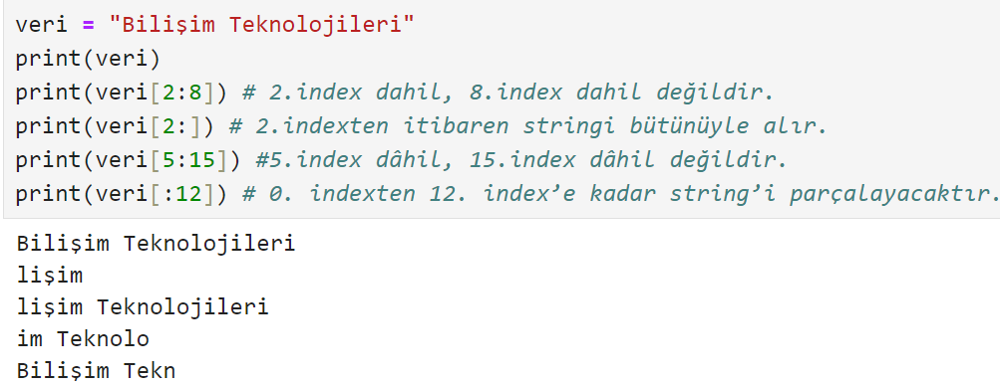 veri = "Bilişim Teknolojileri"
print(veri)
print(veri[2:8]) # 2.index dahil, 8.index dahil değildir.
print(veri[2:]) # 2.indexten itibaren stringi bütünüyle alır.
print(veri[5:15]) #5.index dâhil, 15.index dâhil değildir.
print(veri[:12]) # 0. indexten 12. index’e kadar string’i parçalayacaktır.
Bilişim Teknolojileri
lişim
lişim Teknolojileri
im Teknolo
Bilişim Tekn